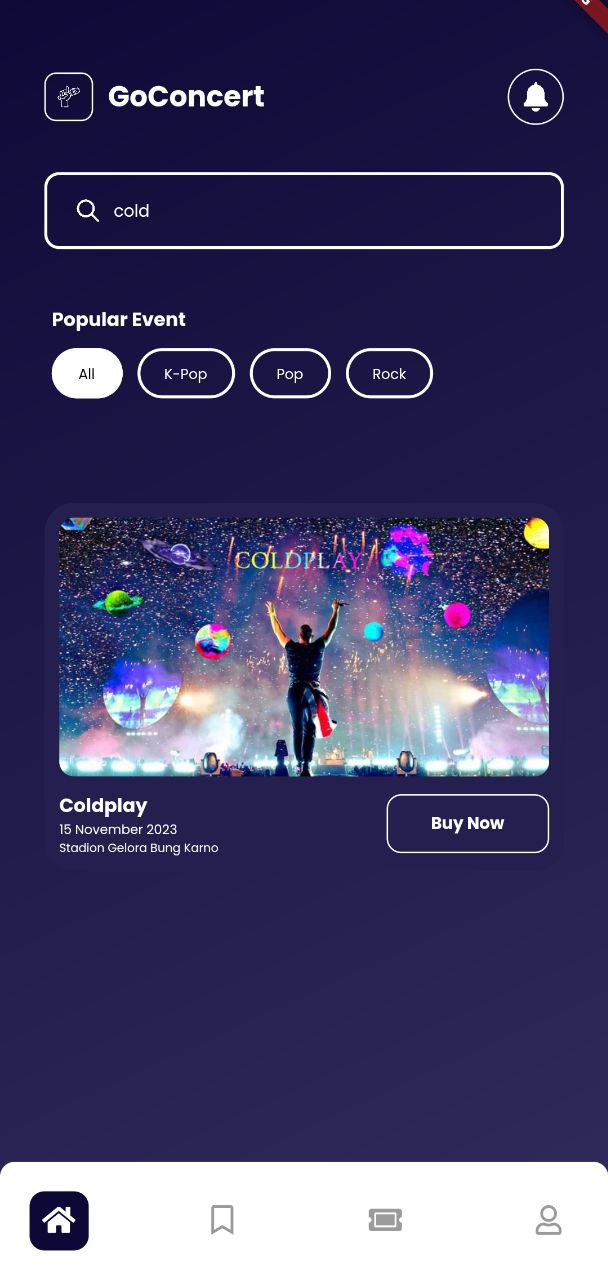 GoConcert
cold
Popular Event
All
K-Pop
Pop
Rock
COLDPLAY
Coldplay
15 November 2023
Stadion Gelora Bung Karno
Buy Now